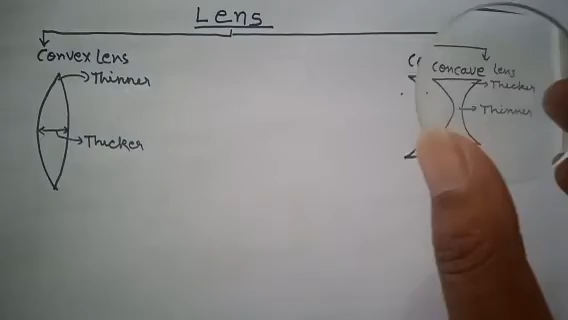 Lens
Convex Lens
Thinner
Thicker
Concave Lens
Thicker
Thinner